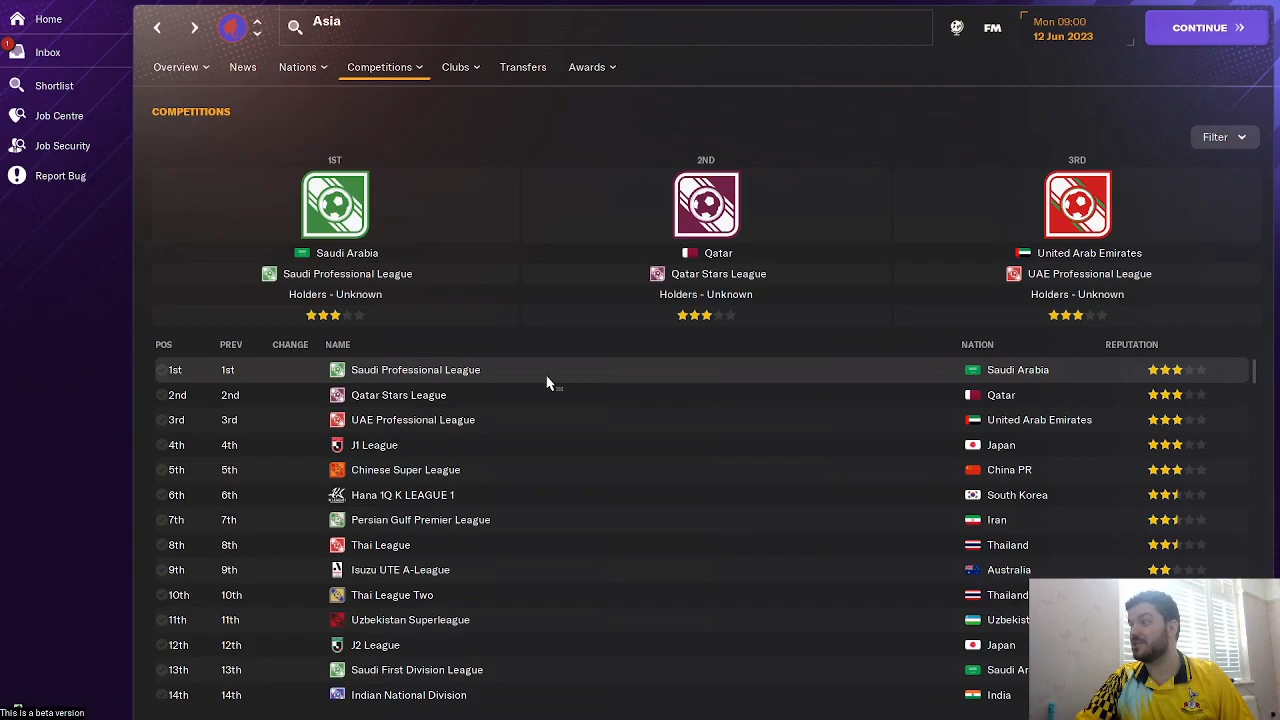 Home
Asia
Mon 09:00
12 Jun 2023
FM
CONTINUE
1
Inbox
Overview
News
Nations
Competitions
Clubs
Transfers
Awards
Shortlist
Job Centre
Job Security
Report Bug
COMPETITIONS
Filter
1ST 2ND 3RD
Saudi Arabia Qatar United Arab Emirates
Saudi Professional League Qatar Stars League UAE Professional League
Holders - Unknown Holders - Unknown Holders - Unknown
POS PREV CHANGE NAME NATION REPUTATION
1st 1st Saudi Professional League Saudi Arabia
2nd 2nd Qatar Stars League Qatar
3rd 3rd UAE Professional League United Arab Emirates
4th 4th J1 League Japan
5th 5th Chinese Super League China PR
6th 6th Hana 1Q K LEAGUE 1 South Korea
7th 7th Persian Gulf Premier League Iran
8th 8th Thai League Thailand
9th 9th Isuzu UTE A-League Australia
10th 10th Thai League Two Thailand
11th 11th Uzbekistan Superleague Uzbekist
12th 12th J2 League Japan
13th 13th Saudi First Division League Saudi Ar
14th 14th Indian National Division India
This is a beta version